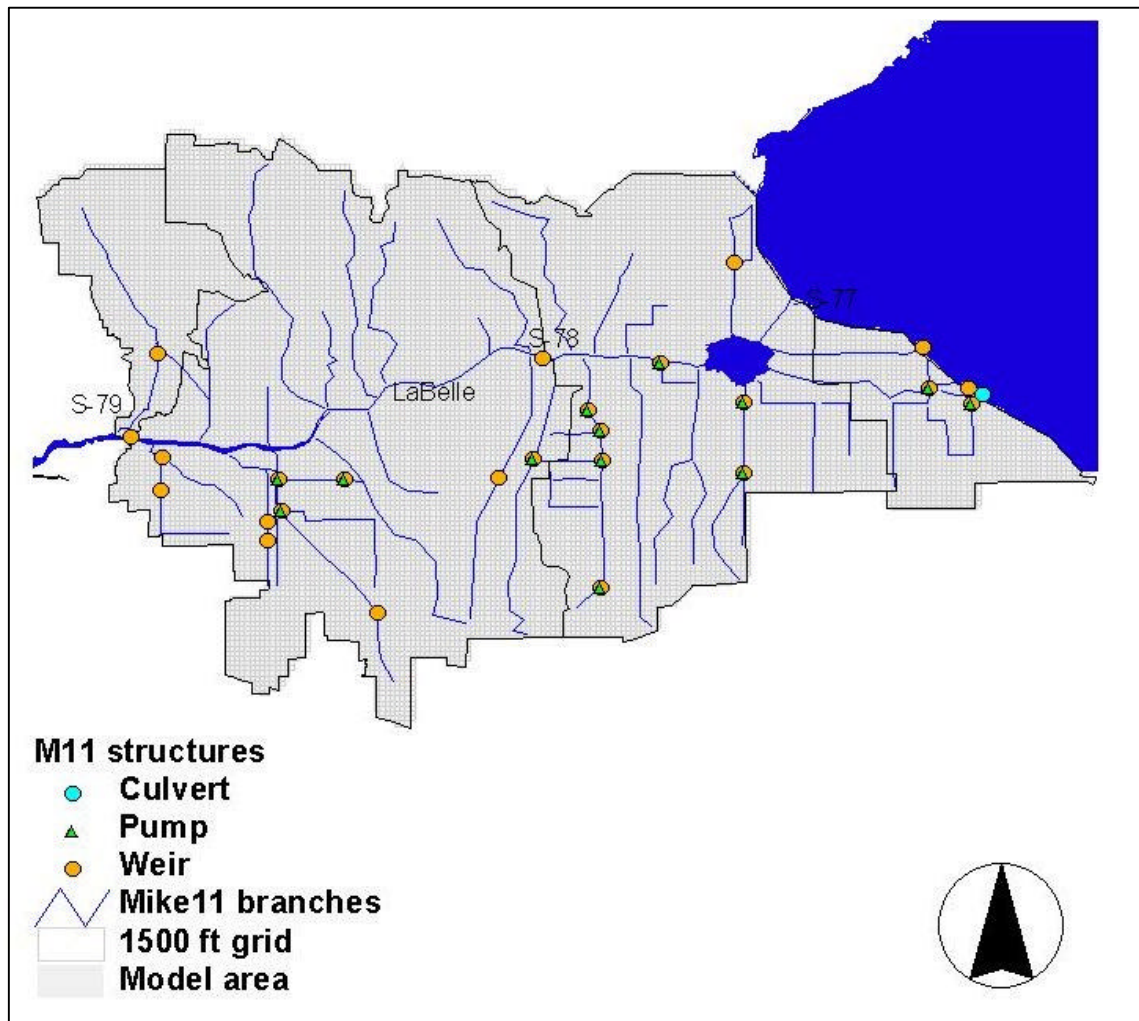 S-77
S-78
LaBelle
S-79
M11 structures
Culvert
Pump
Weir
Mike11 branches
1500 ft grid
Model area